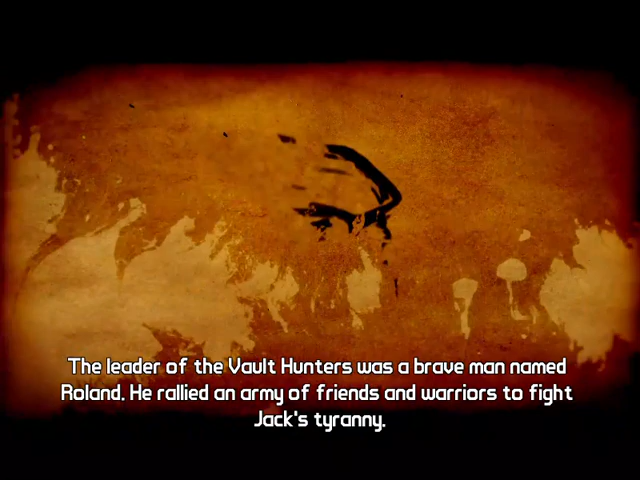 The leader of the Vault Hunters was a brave man named
Roland. He rallied an army of friends and warriors to fight
Jack's tyranny.